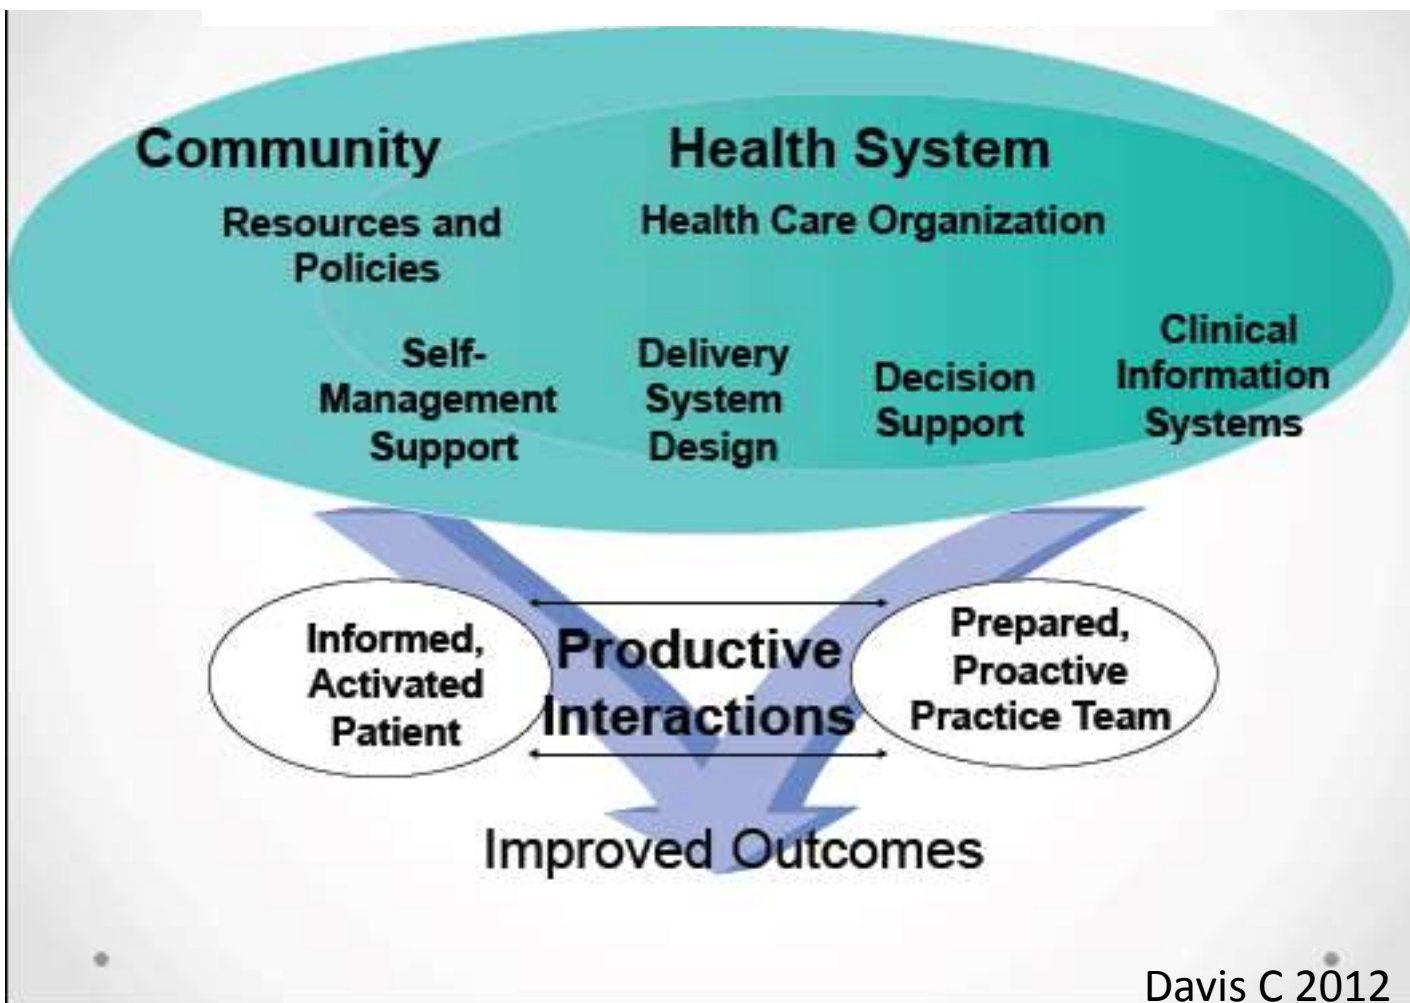 Community
Health System
Resources and
Policies
Health Care Organization
Self-
Management
Support
Delivery
System
Design
Decision
Support
Clinical
Information
Systems
Informed,
Activated
Patient
Productive
Interactions
Prepared,
Proactive
Practice Team
Improved Outcomes
Davis C 2012